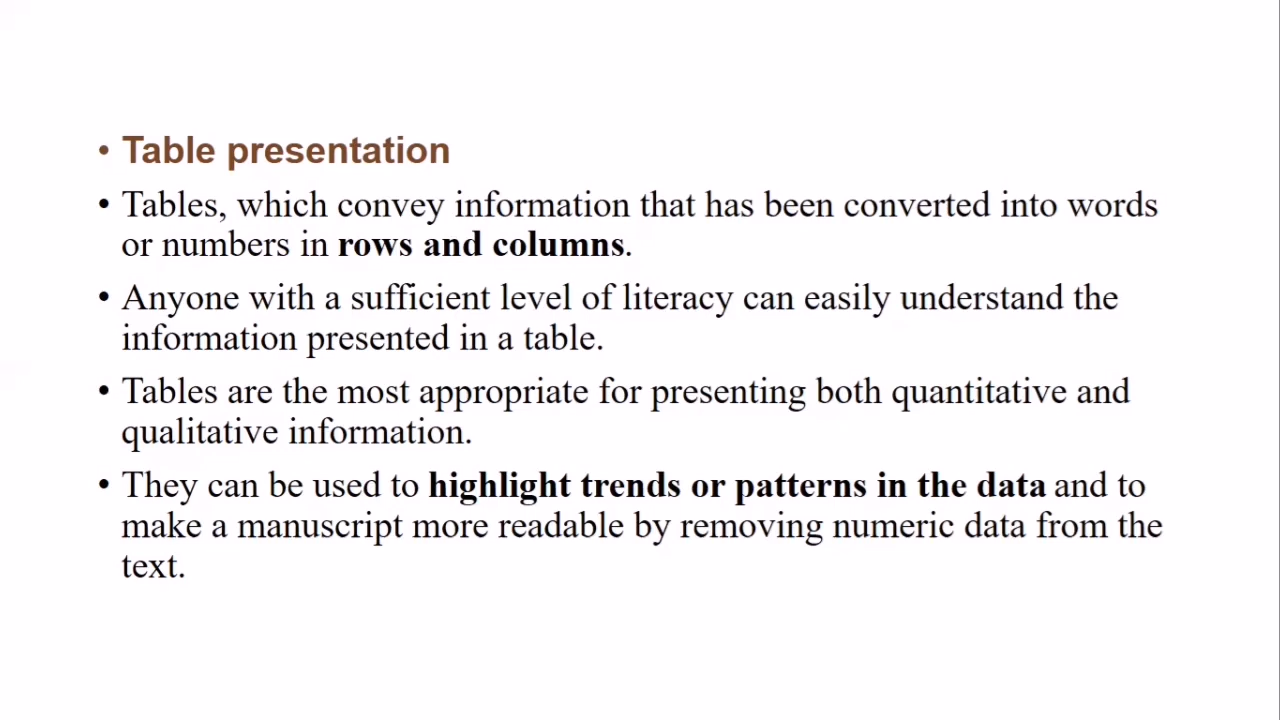 • Table presentation
• Tables, which convey information that has been converted into words
or numbers in rows and columns.
• Anyone with a sufficient level of literacy can easily understand the
information presented in a table.
• Tables are the most appropriate for presenting both quantitative and
qualitative information.
• They can be used to highlight trends or patterns in the data and to
make a manuscript more readable by removing numeric data from the
text.